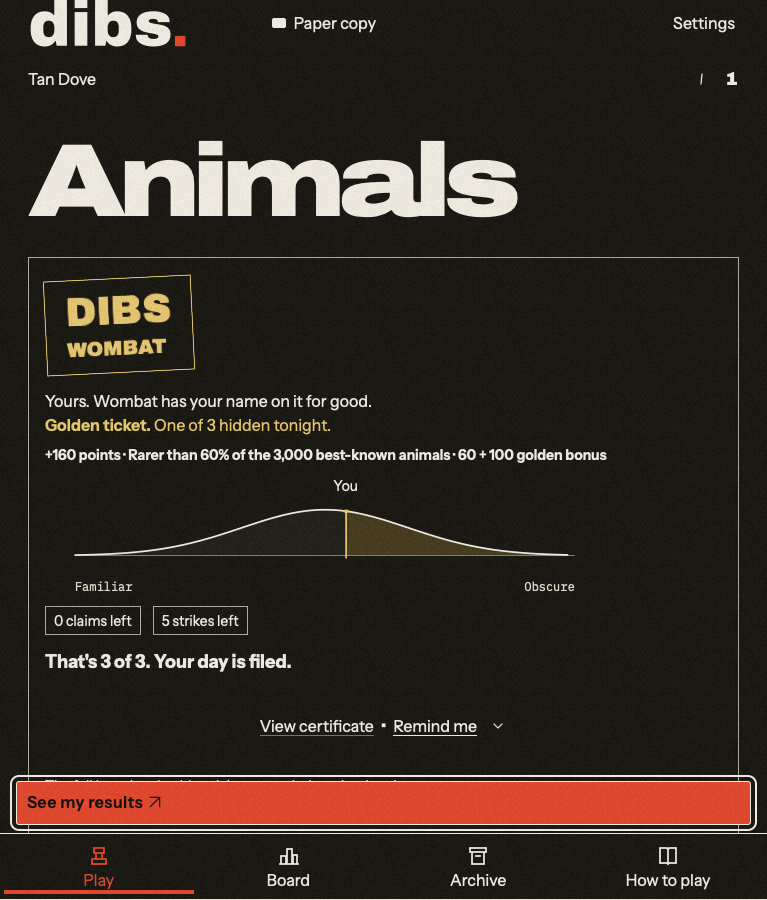 dibs.
Paper copy
Settings
Tan Dove
/ 1
Animals
DIBS
WOMBAT
Yours. Wombat has your name on it for good.
Golden ticket. One of 3 hidden tonight.
+160 points · Rarer than 60% of the 3,000 best-known animals · 60 + 100 golden bonus
You
Familiar
Obscure
0 claims left
5 strikes left
That's 3 of 3. Your day is filed.
View certificate · Remind me
See my results
Play
Board
Archive
How to play